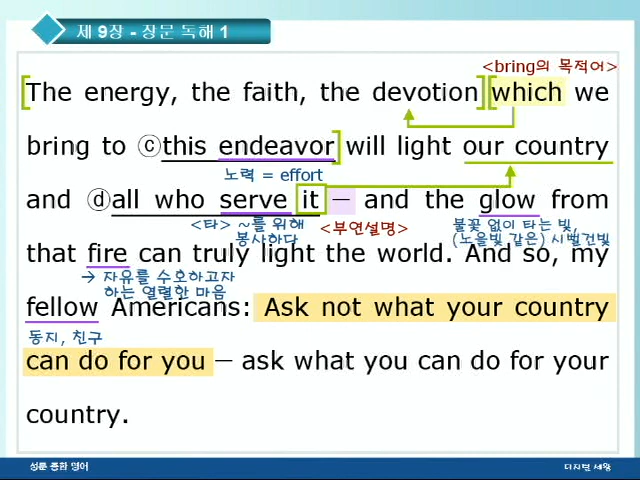 제 9장 - 장문 독해 1
<bring의 목적어>
The energy, the faith, the devotion which we
bring to ⓒthis endeavor will light our country
노력 = effort
and ⓓall who serve it — and the glow from
<타> ~를 위해 봉사하다
<부연설명>
불꽃 없이 타는 빛,
(노을빛 같은) 시뻘건빛
that fire can truly light the world. And so, my
→ 자유를 수호하고자
하는 열렬한 마음
fellow Americans: Ask not what your country
동지, 친구
can do for you — ask what you can do for your
country.
성문 종합 영어
디지털 세왕